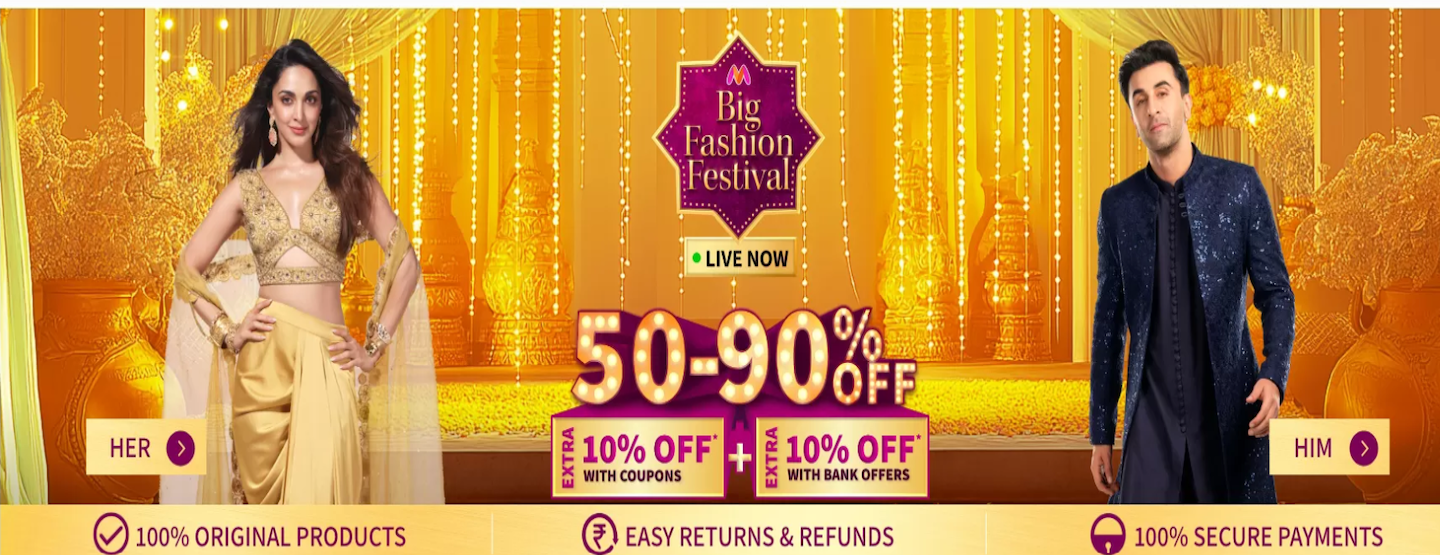 Big
Fashion
Festival
LIVE NOW
50-90% OFF
EXTRA
10% OFF*
WITH COUPONS
+
EXTRA
10% OFF*
WITH BANK OFFERS
HER
HIM
100% ORIGINAL PRODUCTS
EASY RETURNS & REFUNDS
100% SECURE PAYMENTS